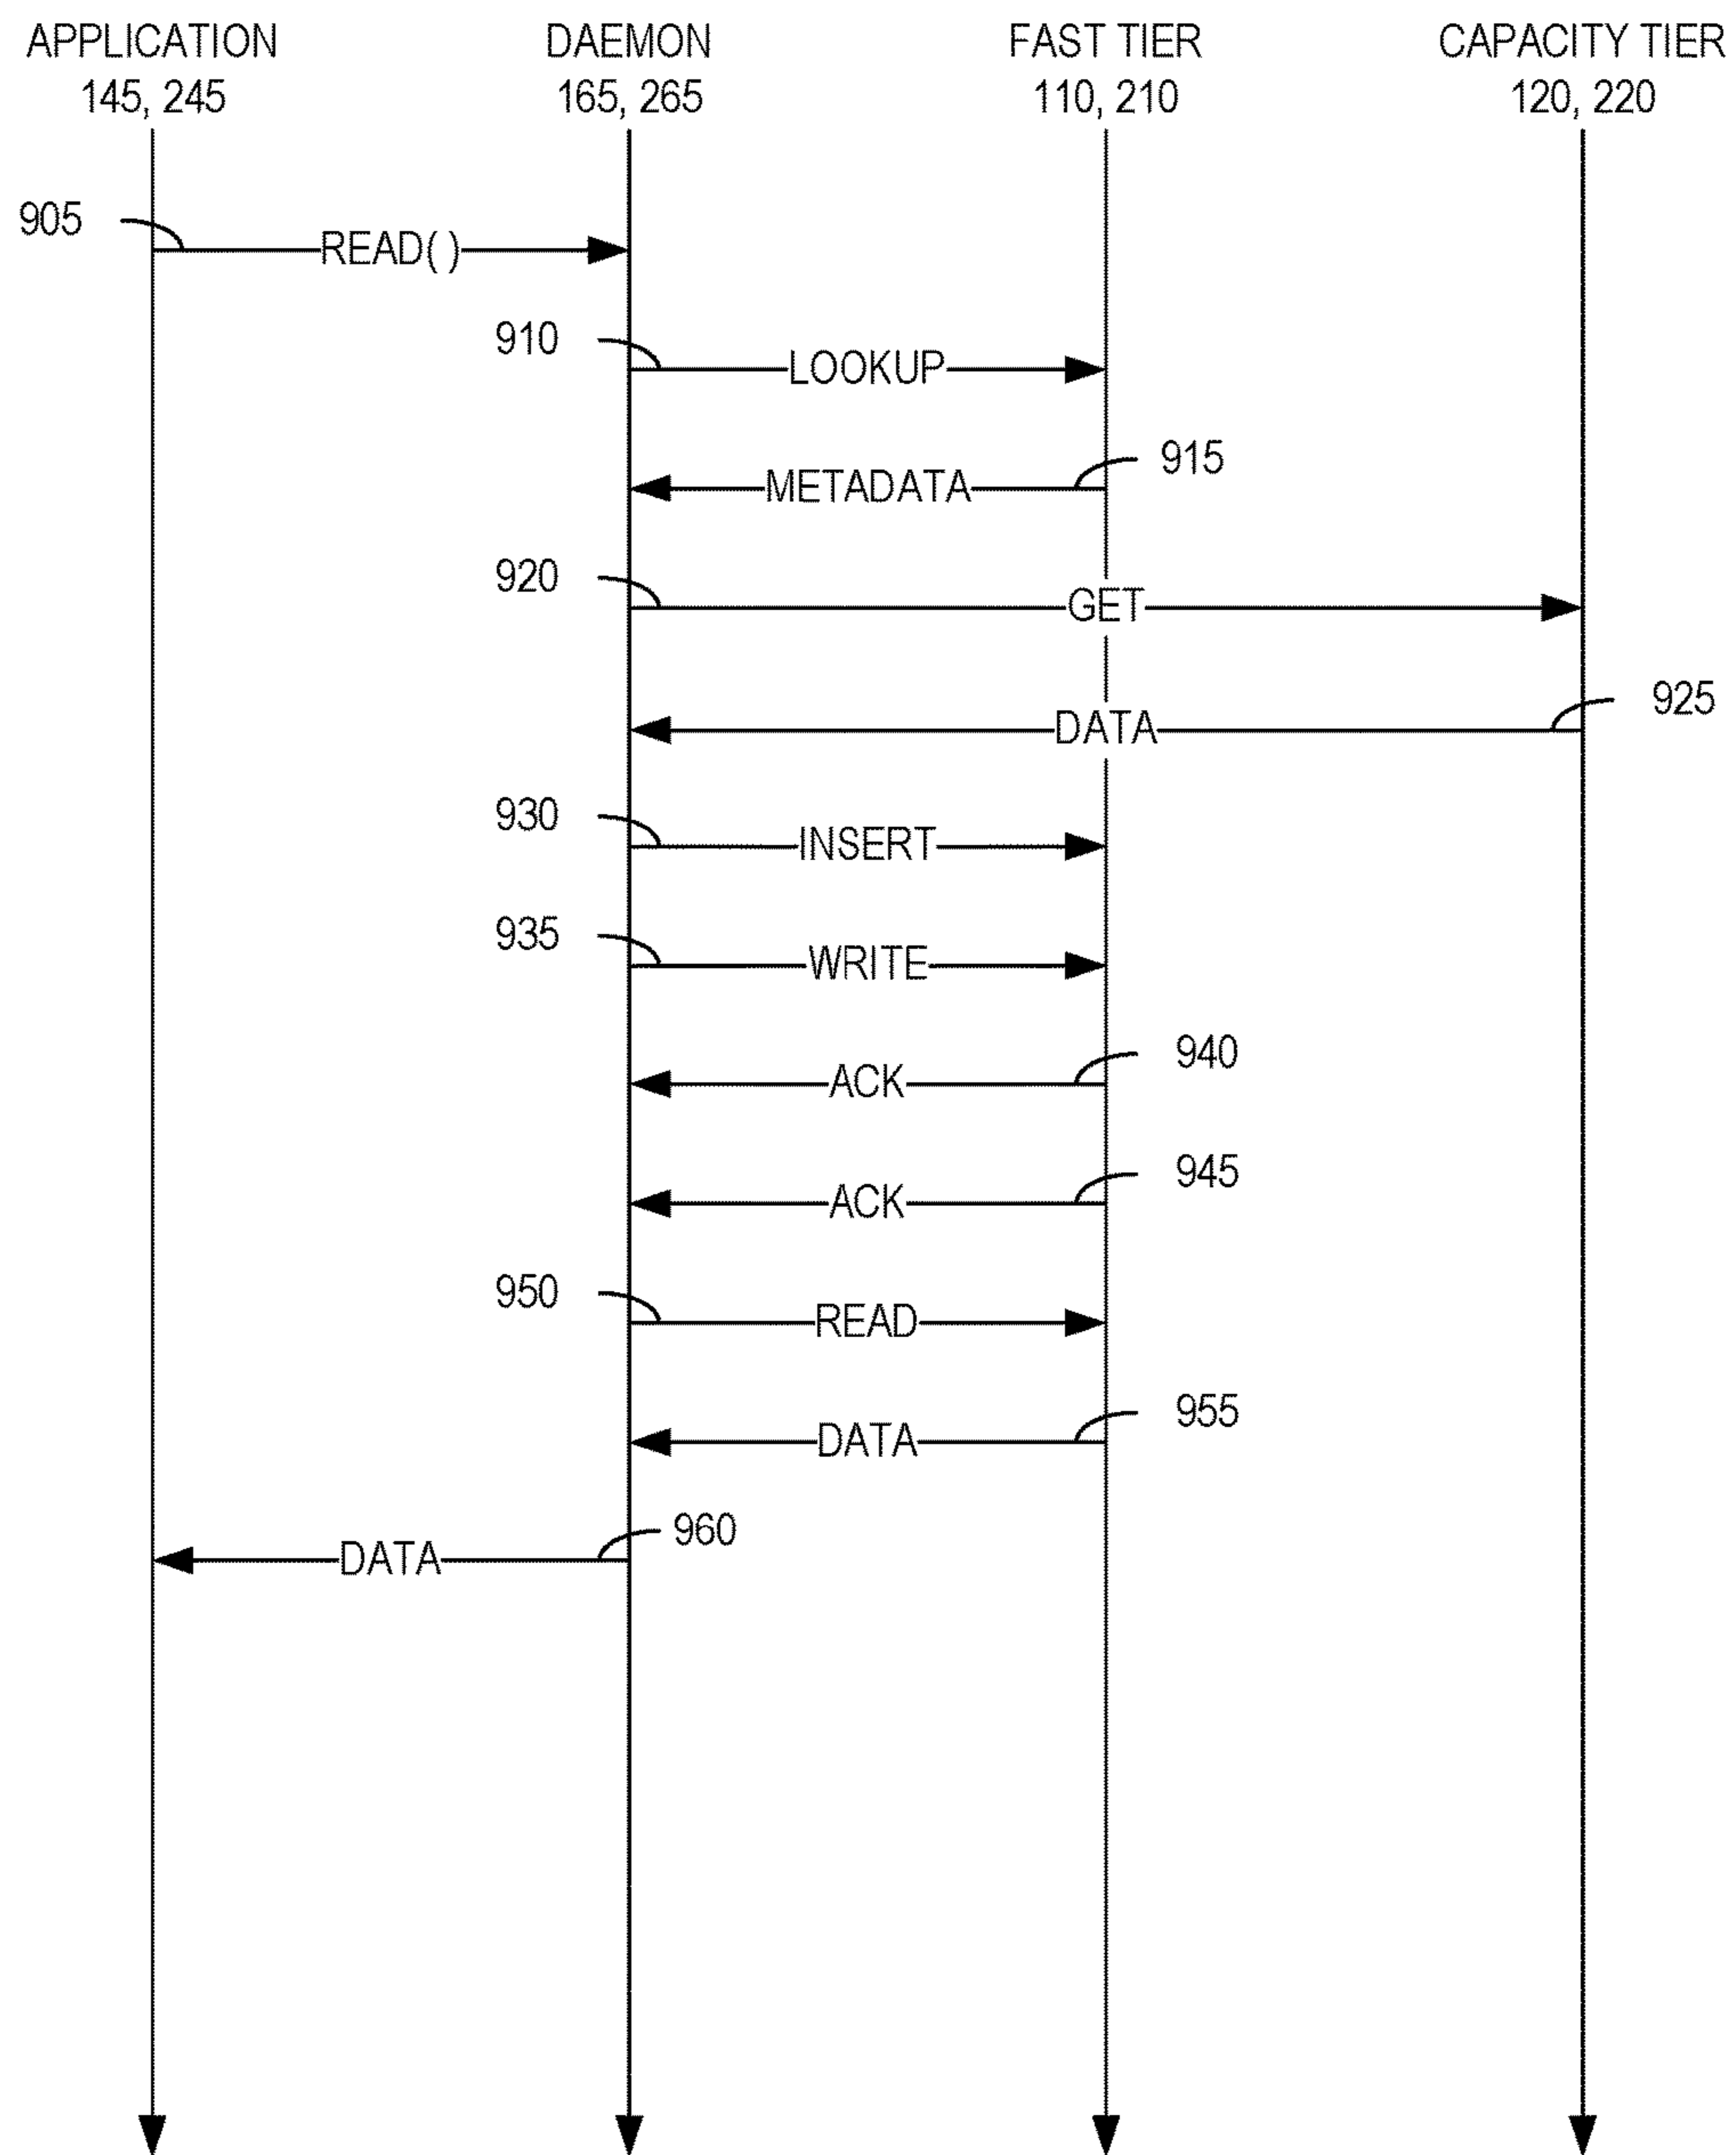 APPLICATION
145, 245
DAEMON
165, 265
FAST TIER
110, 210
CAPACITY TIER
120, 220
905
READ( )
910
LOOKUP
METADATA
915
920
GET
DATA
925
930
INSERT
935
WRITE
ACK
940
ACK
945
950
READ
DATA
955
DATA
960